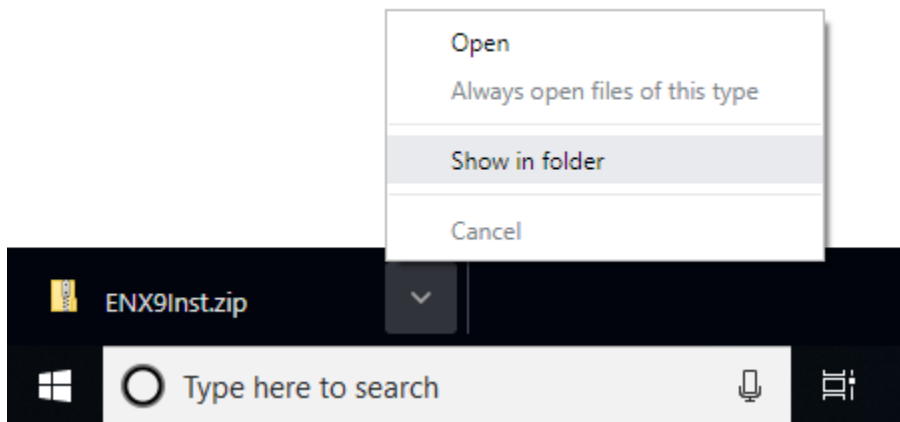 Open
Always open files of this type
Show in folder
Cancel
ENX9Inst.zip
Type here to search